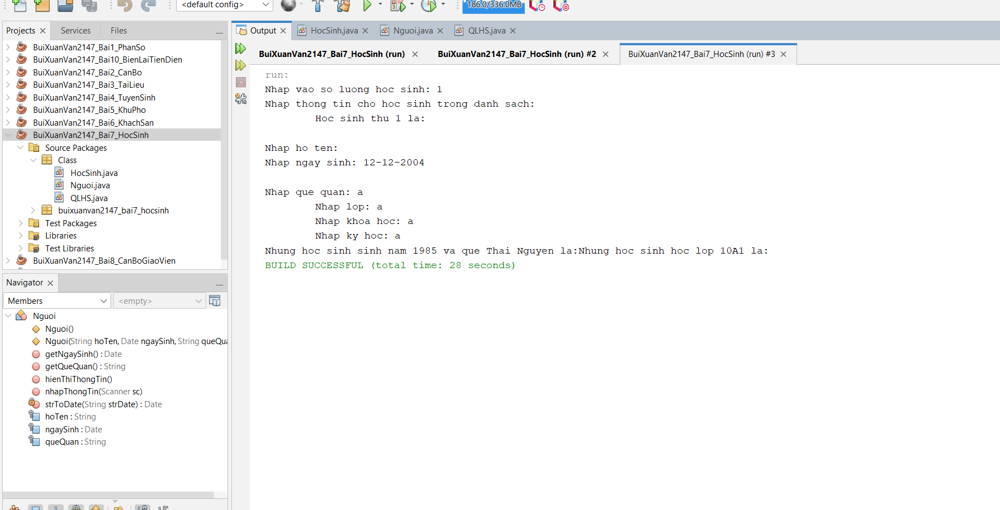 <default config>
186.0/336.0MB
Projects
Services
Files
BuiXuanVan2147_Bai1_PhanSo
BuiXuanVan2147_Bai10_BienLaiTienDien
BuiXuanVan2147_Bai2_CanBo
BuiXuanVan2147_Bai3_TaiLieu
BuiXuanVan2147_Bai4_TuyenSinh
BuiXuanVan2147_Bai5_KhuPho
BuiXuanVan2147_Bai6_KhachSan
BuiXuanVan2147_Bai7_HocSinh
Source Packages
Class
HocSinh.java
Nguoi.java
QLHS.java
buixuanvan2147_bai7_hocsinh
Test Packages
Libraries
Test Libraries
BuiXuanVan2147_Bai8_CanBoGiaoVien
Navigator
Members
<empty>
Nguoi
Nguoi()
Nguoi(String hoTen, Date ngaySinh, String queQua
getNgaySinh() : Date
getQueQuan() : String
hienThiThongTin()
nhapThongTin(Scanner sc)
strToDate(String strDate) : Date
hoTen : String
ngaySinh : Date
queQuan : String
Output
HocSinh.java
Nguoi.java
QLHS.java
BuiXuanVan2147_Bai7_HocSinh (run)
BuiXuanVan2147_Bai7_HocSinh (run) #2
BuiXuanVan2147_Bai7_HocSinh (run) #3
run:
Nhap vao so luong hoc sinh: 1
Nhap thong tin cho hoc sinh trong danh sach:
Hoc sinh thu 1 la:
Nhap ho ten:
Nhap ngay sinh: 12-12-2004
Nhap que quan: a
Nhap lop: a
Nhap khoa hoc: a
Nhap ky hoc: a
Nhung hoc sinh sinh nam 1985 va que Thai Nguyen la:Nhung hoc sinh hoc lop 10A1 la:
BUILD SUCCESSFUL (total time: 28 seconds)